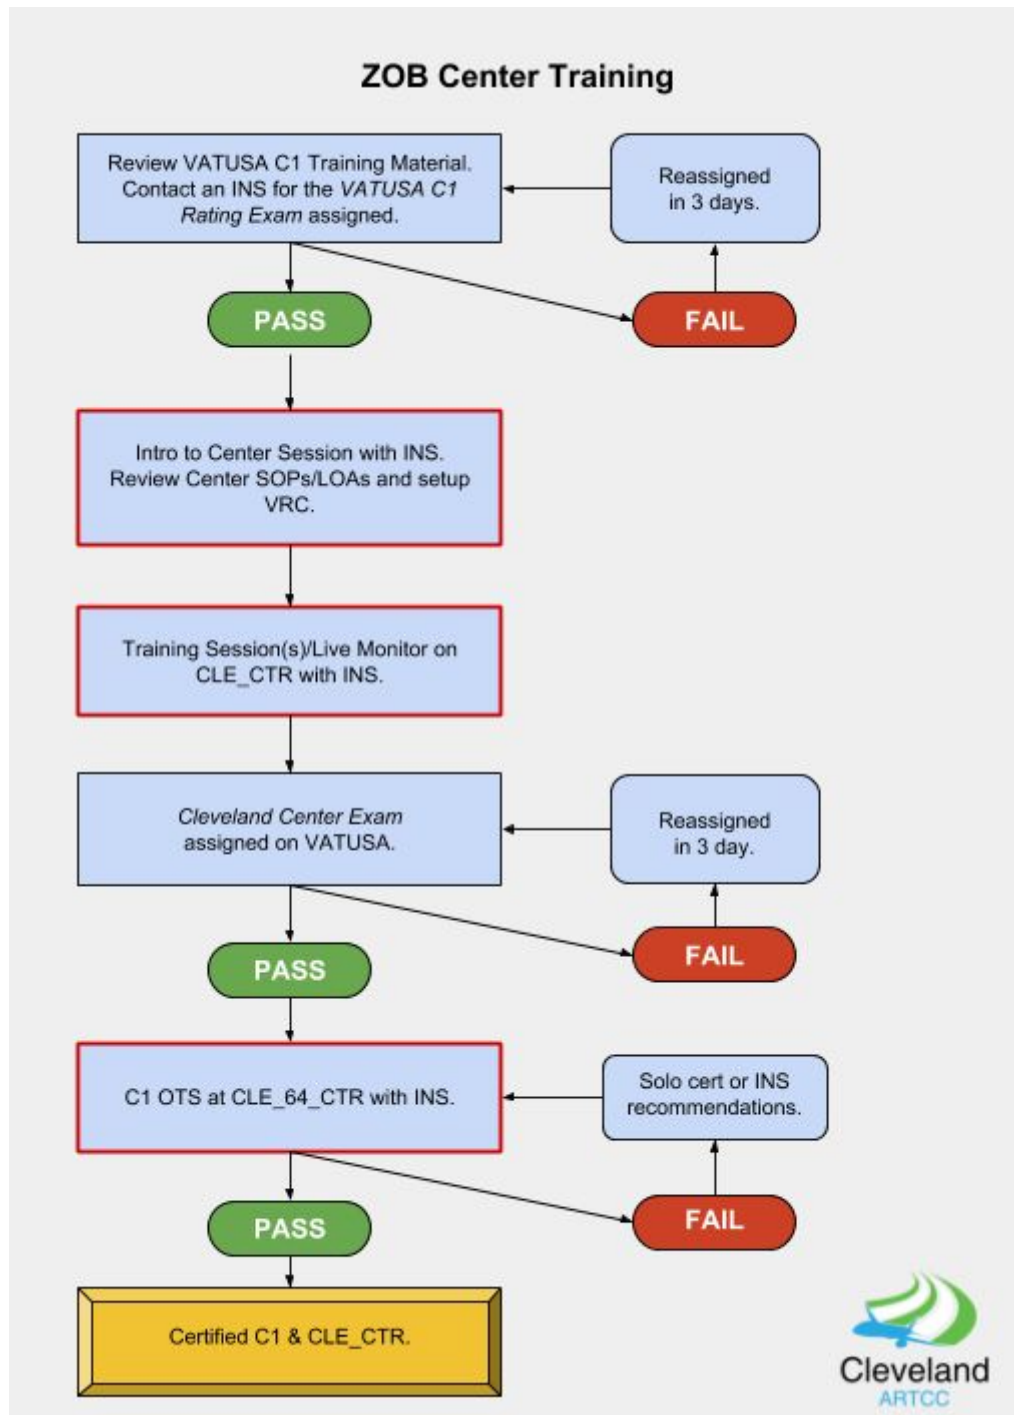 ZOB Center Training
Review VATUSA C1 Training Material.
Contact an INS for the VATUSA C1
Rating Exam assigned.
Reassigned
in 3 days.
PASS
FAIL
Intro to Center Session with INS.
Review Center SOPs/LOAs and setup
VRC.
Training Session(s)/Live Monitor on
CLE_CTR with INS.
Cleveland Center Exam
assigned on VATUSA.
Reassigned
in 3 day.
PASS
FAIL
C1 OTS at CLE_64_CTR with INS.
Solo cert or INS
recommendations.
PASS
FAIL
Certified C1 & CLE_CTR.
Cleveland
ARTCC